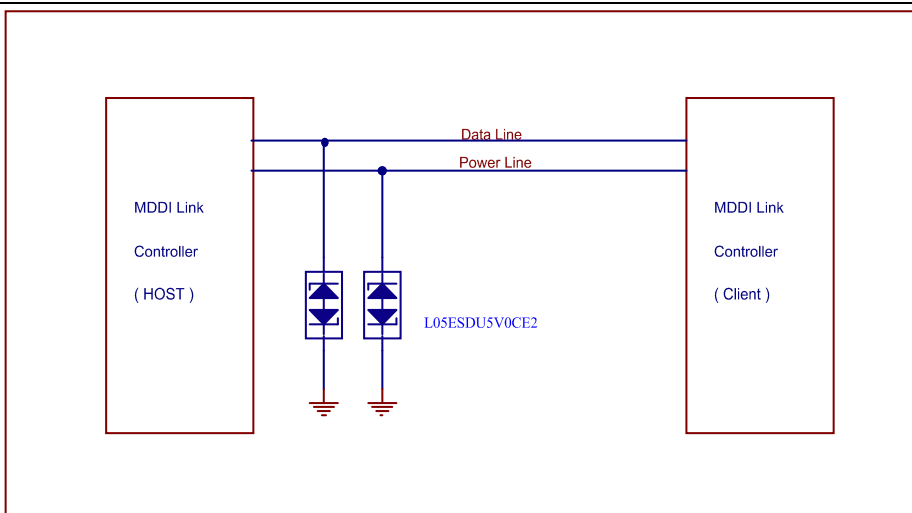 Data Line
Power Line
MDDI Link
Controller
( HOST )
MDDI Link
Controller
( Client )
L05ESDU5V0CE2